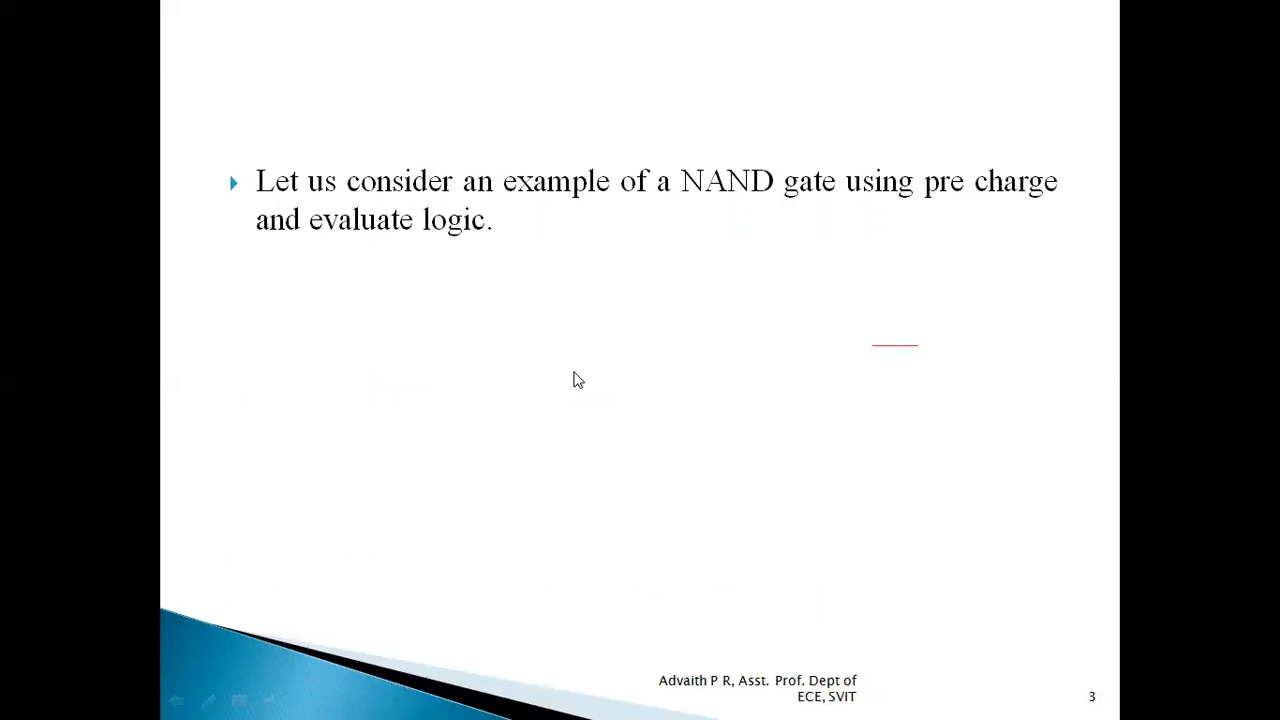 Let us consider an example of a NAND gate using pre charge
and evaluate logic.
Advaith P R, Asst. Prof. Dept of
ECE, SVIT
3